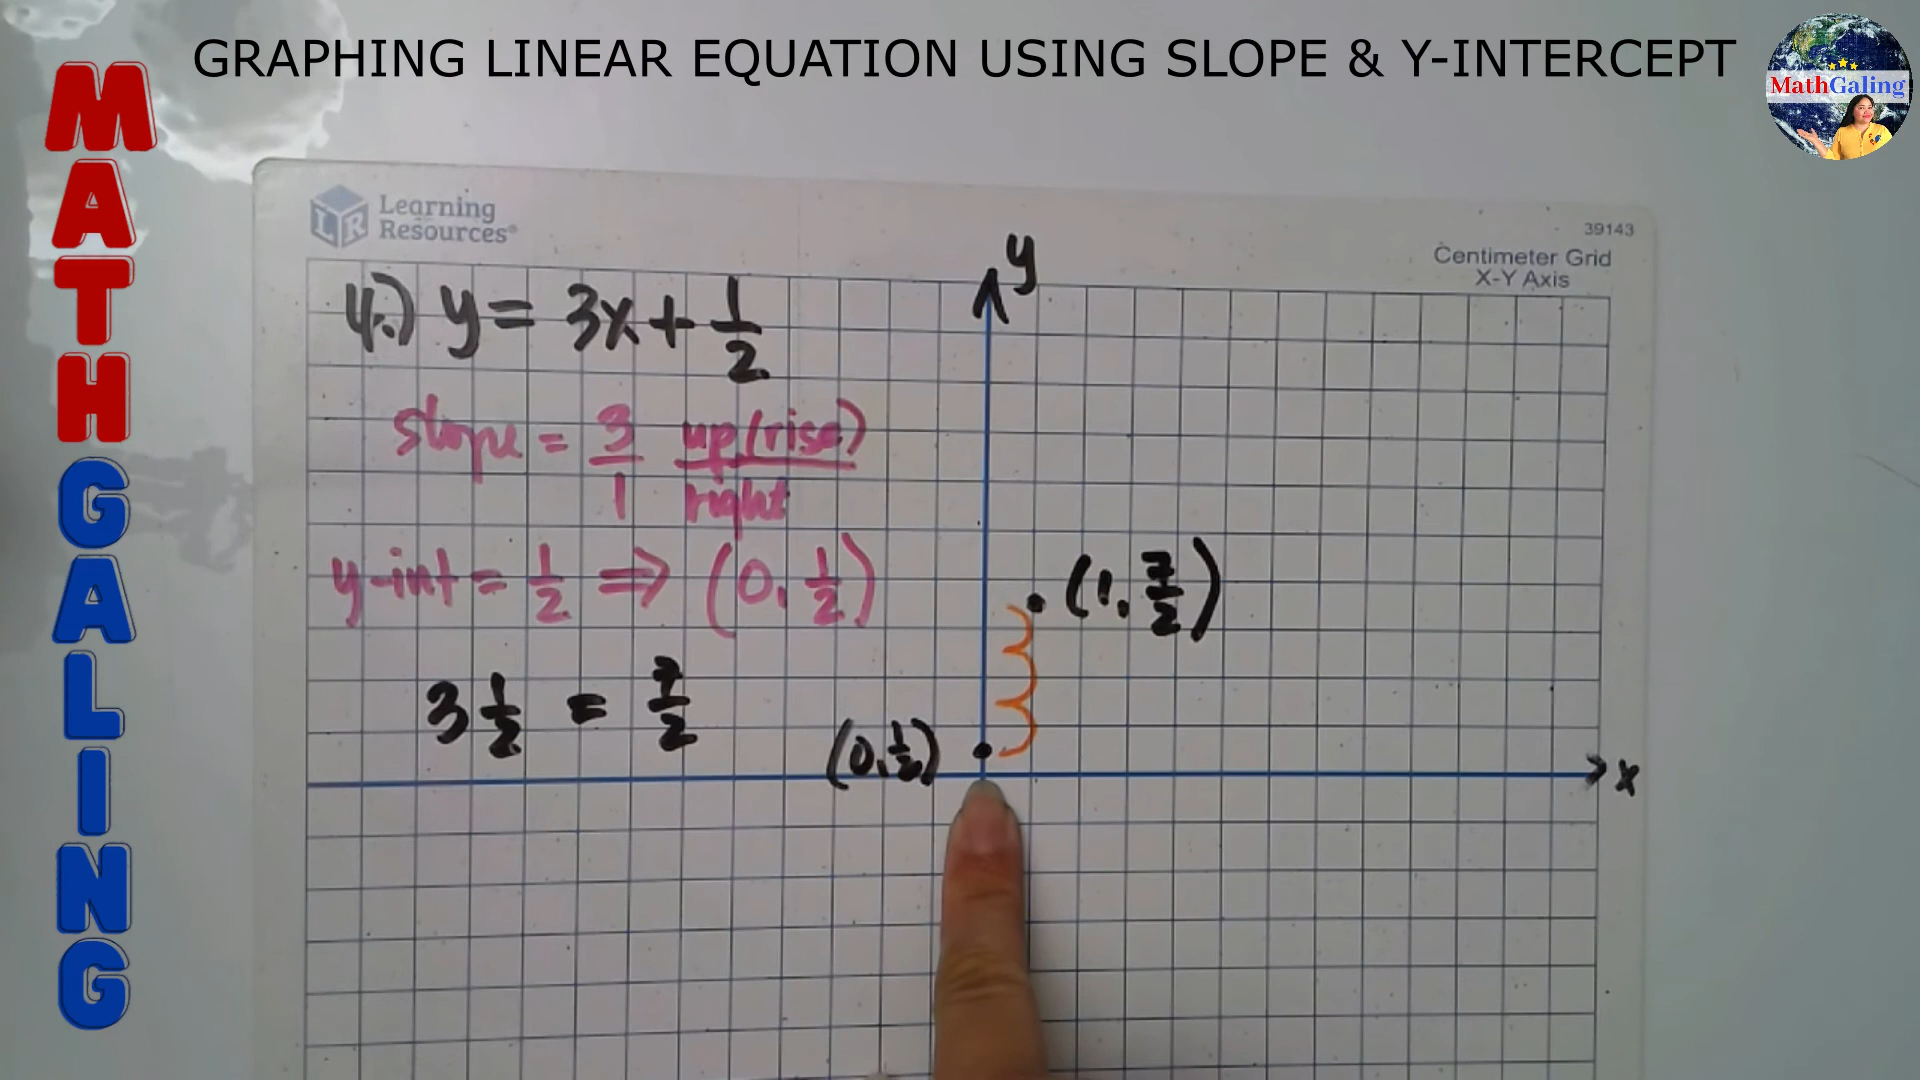 GRAPHING LINEAR EQUATION USING SLOPE & Y-INTERCEPT
MathGaling
MATH GALING
Learning
Resources®
39143
Centimeter Grid
X-Y Axis
y
4.) y = 3x + 1/2
slope = 3/1 up(rise)/right
y-int = 1/2 ⇒ (0, 1/2)
(1, 7/2)
3 1/2 = 7/2
(0, 1/2)
x